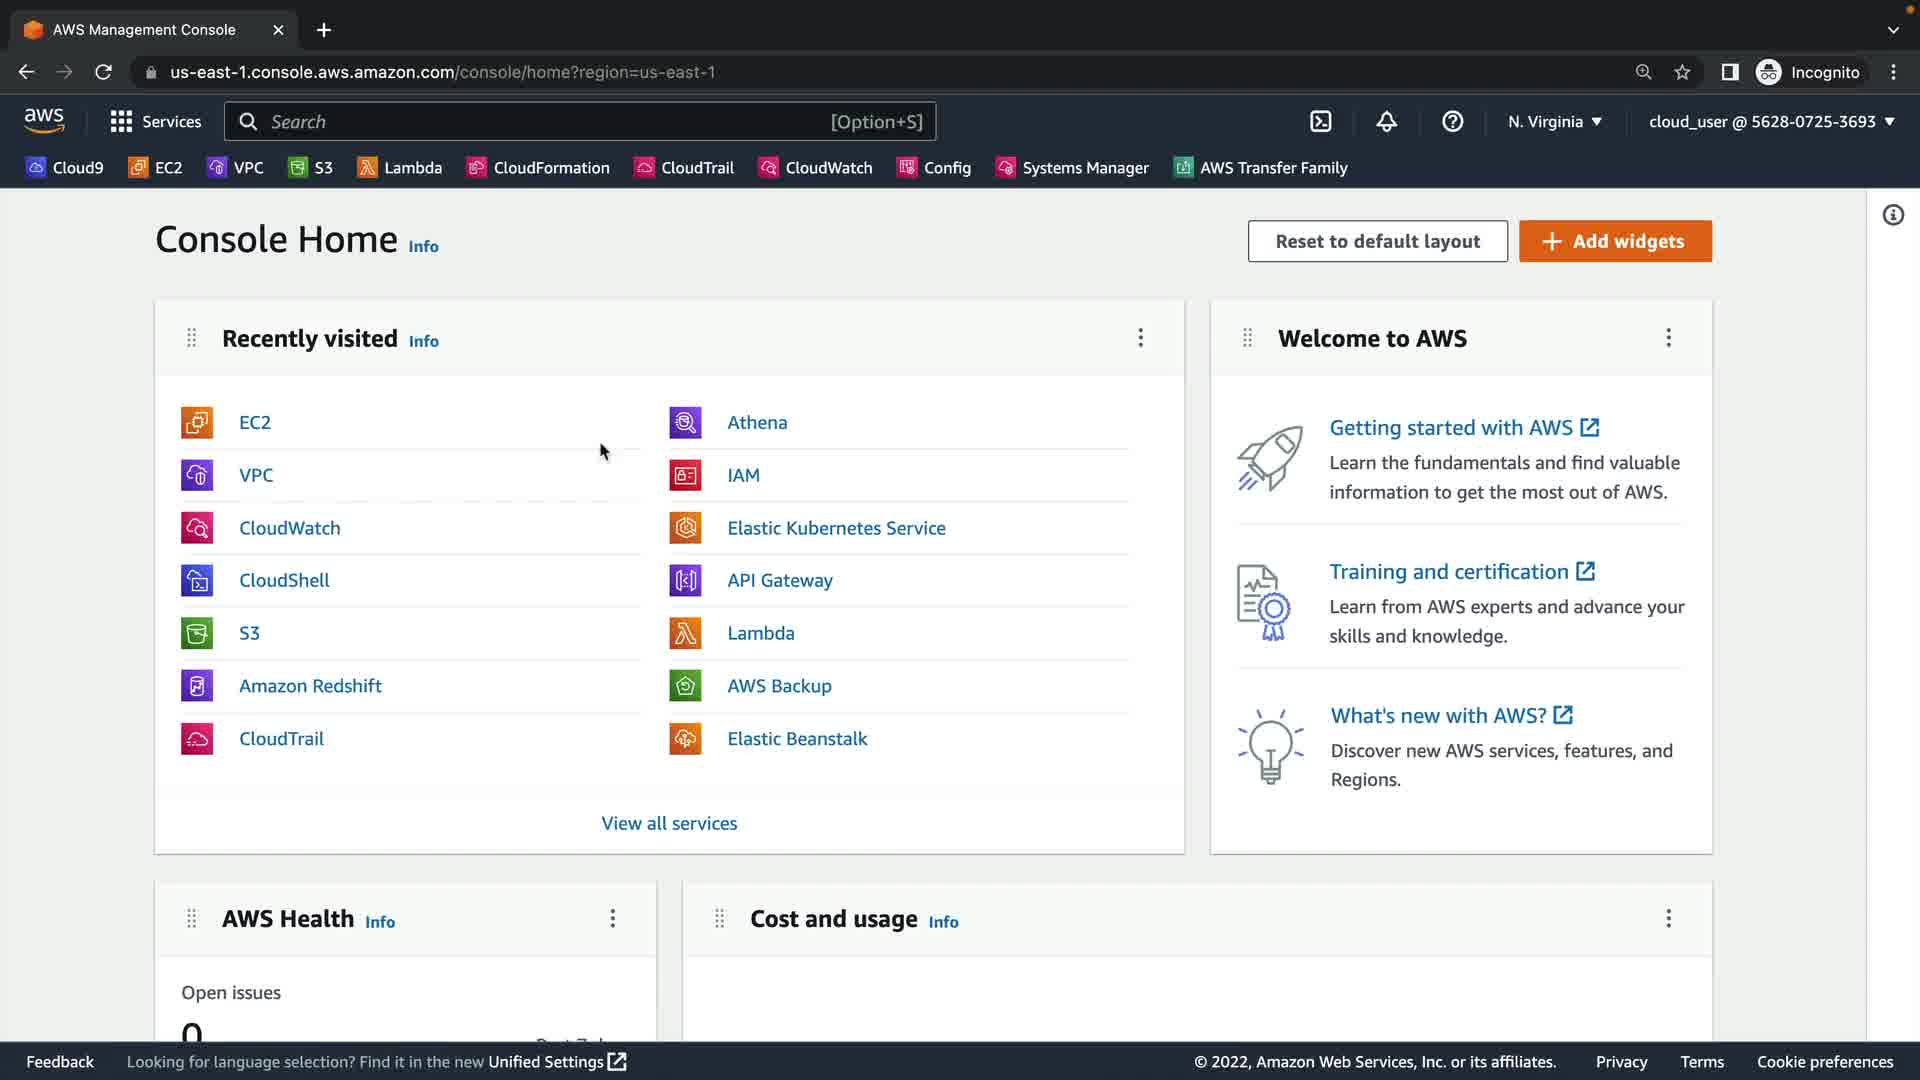 AWS Management Console
us-east-1.console.aws.amazon.com/console/home?region=us-east-1
Incognito
aws
Services
Search
[Option+S]
N. Virginia
cloud_user @ 5628-0725-3693
Cloud9
EC2
VPC
S3
Lambda
CloudFormation
CloudTrail
CloudWatch
Config
Systems Manager
AWS Transfer Family
Console Home Info
Reset to default layout
Add widgets
Recently visited Info
EC2
VPC
CloudWatch
CloudShell
S3
Amazon Redshift
CloudTrail
Athena
IAM
Elastic Kubernetes Service
API Gateway
Lambda
AWS Backup
Elastic Beanstalk
View all services
Welcome to AWS
Getting started with AWS
Learn the fundamentals and find valuable
information to get the most out of AWS.
Training and certification
Learn from AWS experts and advance your
skills and knowledge.
What's new with AWS?
Discover new AWS services, features, and
Regions.
AWS Health Info
Open issues
0
Cost and usage Info
Feedback
Looking for language selection? Find it in the new Unified Settings
© 2022, Amazon Web Services, Inc. or its affiliates.
Privacy
Terms
Cookie preferences